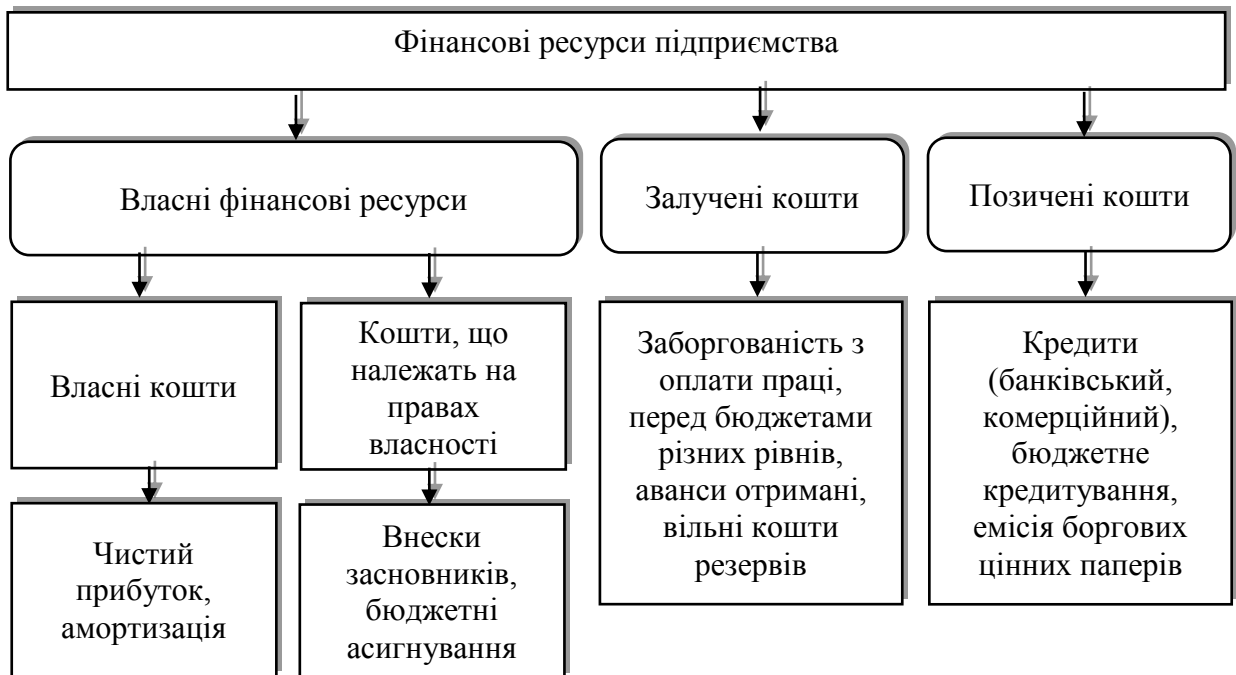 Фінансові ресурси підприємства
Власні фінансові ресурси
Залучені кошти
Позичені кошти
Власні кошти
Кошти, що
належать на
правах
власності
Заборгованість з
оплати праці,
перед бюджетами
різних рівнів,
аванси отримані,
вільні кошти
резервів
Кредити
(банківський,
комерційний),
бюджетне
кредитування,
емісія боргових
цінних паперів
Чистий
прибуток,
амортизація
Внески
засновників,
бюджетні
асигнування